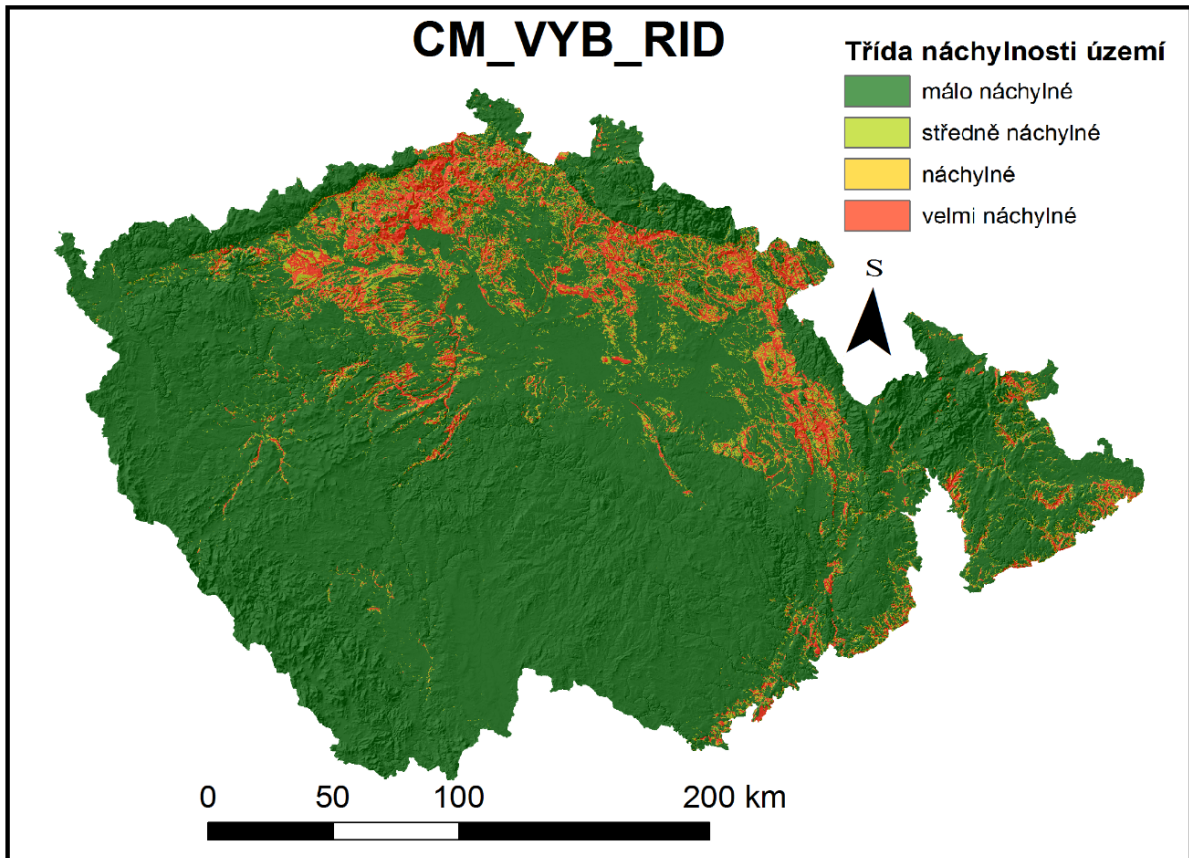 CM_VYB_RID
Třída náchylnosti území
málo náchylné
středně náchylné
náchylné
velmi náchylné
S
0 50 100 200 km